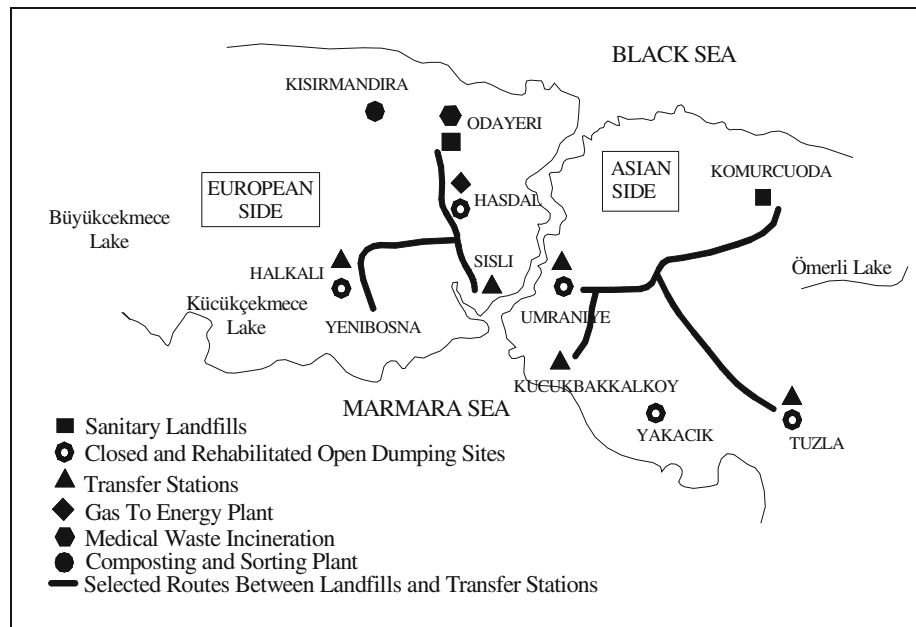 BLACK SEA
KISIRMANDIRA
ODAYERI
ASIAN
SIDE
KOMURCUODA
EUROPEAN
SIDE
HASDAL
Büyükcekmece
Lake
SISLI
HALKALI
Ömerli Lake
Kücükçekmece
Lake
YENIBOSNA
UMRANIYE
KUCUKBAKKALKOY
MARMARA SEA
YAKACIK
TUZLA
Sanitary Landfills
Closed and Rehabilitated Open Dumping Sites
Transfer Stations
Gas To Energy Plant
Medical Waste Incineration
Composting and Sorting Plant
Selected Routes Between Landfills and Transfer Stations